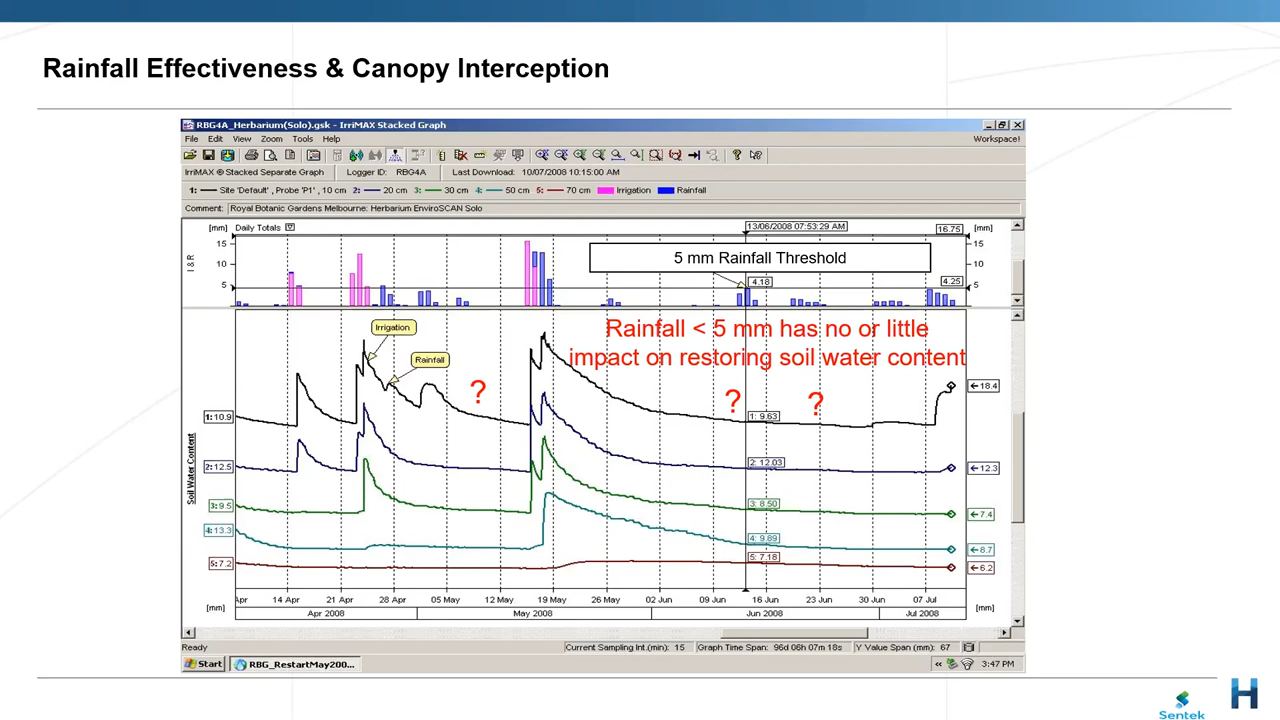 Rainfall Effectiveness & Canopy Interception
RBG4A_Herbarium(Solo).gsk - IrriMAX Stacked Graph
File Edit View Zoom Tools Help Workspace!
IrriMAX ® Stacked Separate Graph Logger ID: RBG4A Last Download: 10/07/2008 10:15:00 AM
1: Site 'Default', Probe 'P1', 10 cm 2: 20 cm 3: 30 cm 4: 50 cm 5: 70 cm Irrigation Rainfall
Comment: Royal Botanic Gardens Melbourne: Herbarium EnviroSCAN Solo
[mm] Daily Totals 13/06/2008 07:53:29 AM 16.75 [mm]
15 15
5 mm Rainfall Threshold
I & R
10 10
4.18 4.25
5 5
Irrigation
Rainfall < 5 mm has no or little
impact on restoring soil water content
Rainfall
? ? ?
1: 10.9 1: 9.63 18.4
2: 12.5 2: 12.03 12.3
Soil Water Content
3: 9.5 3: 8.50 7.4
4: 13.3 4: 9.89 8.7
5: 7.2 5: 7.18 6.2
Apr 14 Apr 21 Apr 28 Apr 05 May 12 May 19 May 26 May 02 Jun 09 Jun 16 Jun 23 Jun 30 Jun 07 Jul
[mm] Apr 2008 May 2008 Jun 2008 Jul 2008 [mm]
Ready Current Sampling Int.(min): 15 Graph Time Span: 96d 06h 07m 18s Y Value Span (mm): 67
Start RBG_RestartMay200... « 3:47 PM
Sentek H